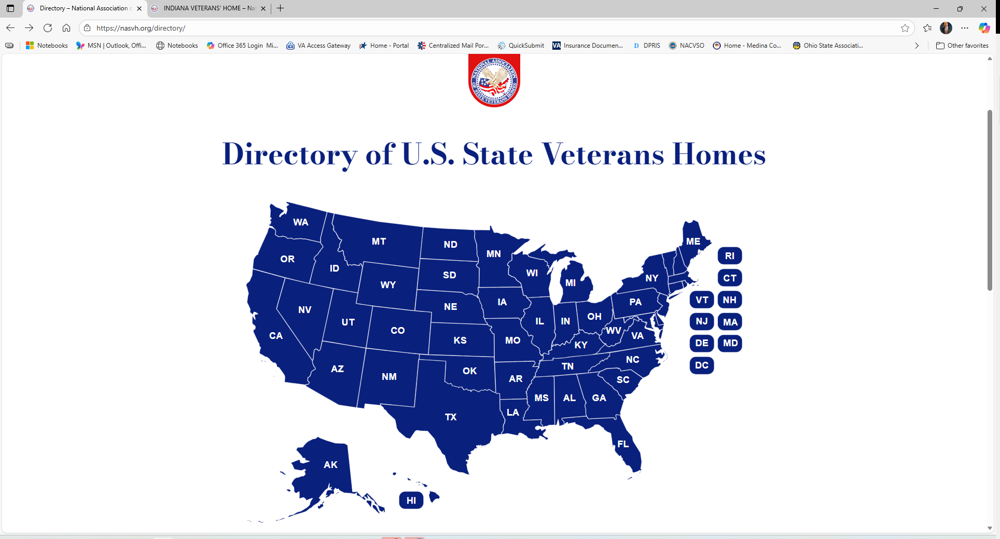 Directory – National Association o
INDIANA VETERANS' HOME – Na
https://nasvh.org/directory/
Notebooks
MSN | Outlook, Offi...
Notebooks
Office 365 Login Mi...
VA Access Gateway
Home - Portal
Centralized Mail Por...
QuickSubmit
VA
Insurance Documen...
D
DPRIS
NACVSO
Home - Medina Co...
Ohio State Associati...
Other favorites
NATIONAL ASSOCIATION
OF STATE VETERANS HOMES
Directory of U.S. State Veterans Homes
WA
MT
ND
MN
ME
OR
ID
SD
WI
RI
WY
MI
NY
CT
NV
NE
IA
PA
VT
NH
UT
CO
IL
IN
OH
NJ
MA
CA
KS
MO
KY
WV
VA
DE
MD
AZ
NM
OK
AR
TN
NC
DC
SC
TX
LA
MS
AL
GA
FL
AK
HI